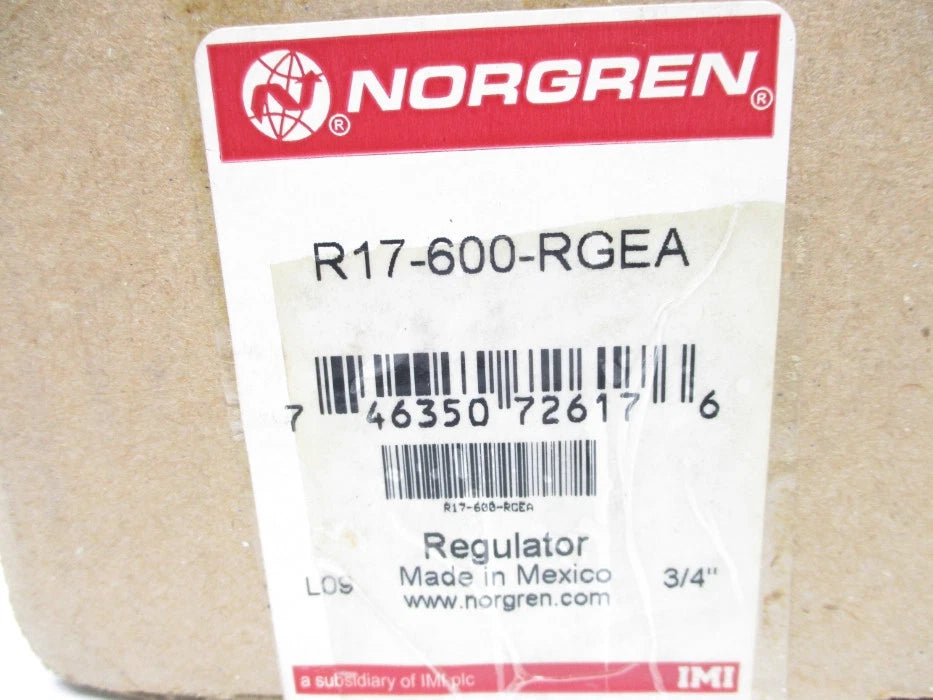 NORGREN®
®
R17-600-RGEA
7 46350 72617 6
R17-600-RGEA
Regulator
L09 Made in Mexico 3/4"
www.norgren.com
a subsidiary of IMI plc IMI